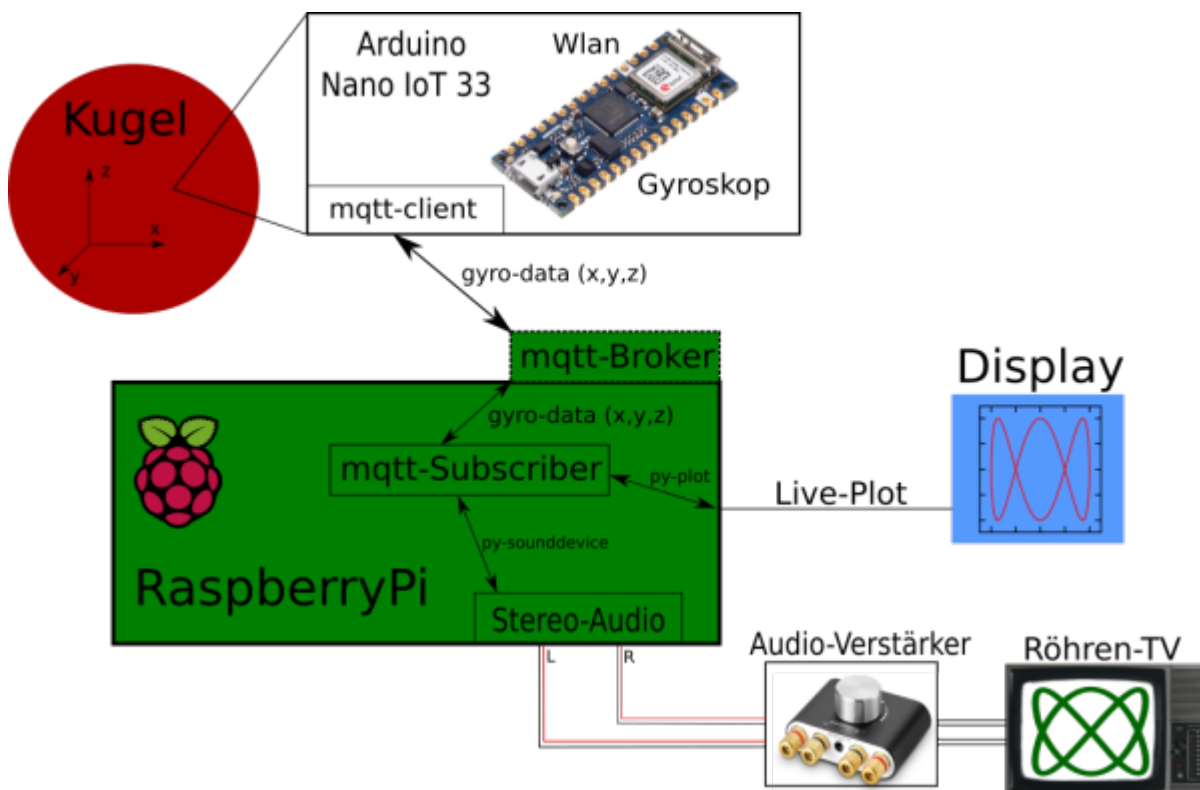 Kugel
z
x
y
Arduino
Nano IoT 33
Wlan
Gyroskop
mqtt-client
gyro-data (x,y,z)
mqtt-Broker
gyro-data (x,y,z)
mqtt-Subscriber
py-plot
py-sounddevice
RaspberryPi
Stereo-Audio
L
R
Live-Plot
Display
Audio-Verstärker
Röhren-TV